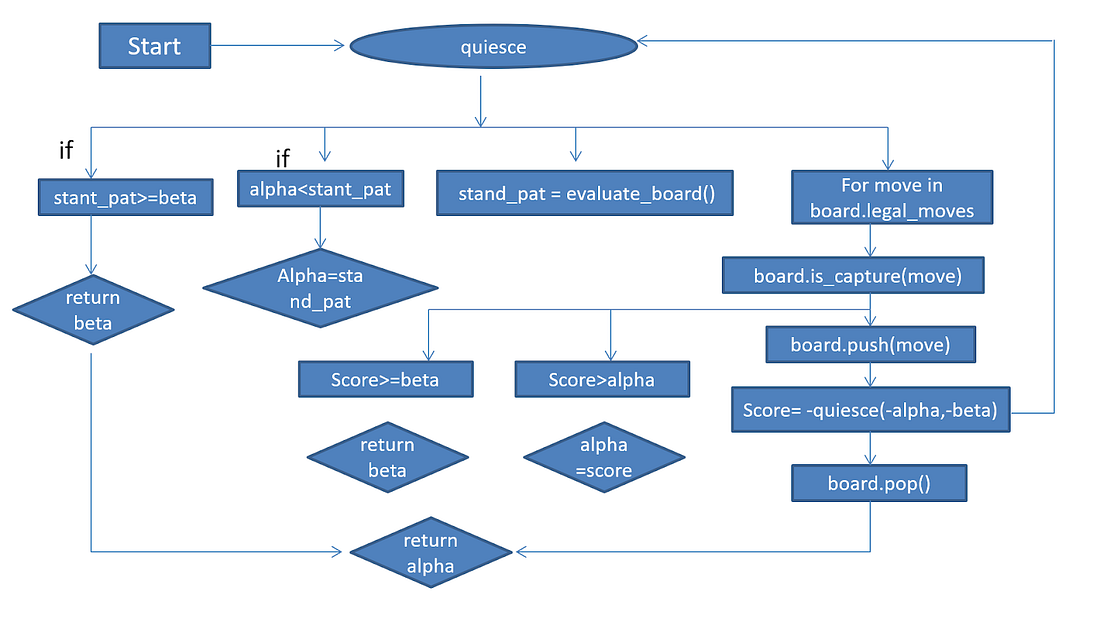 Start
quiesce
if
if
stant_pat>=beta
alpha<stant_pat
stand_pat = evaluate_board()
For move in
board.legal_moves
return
beta
Alpha=sta
nd_pat
board.is_capture(move)
board.push(move)
Score>=beta
Score>alpha
Score= -quiesce(-alpha,-beta)
return
beta
alpha
=score
board.pop()
return
alpha